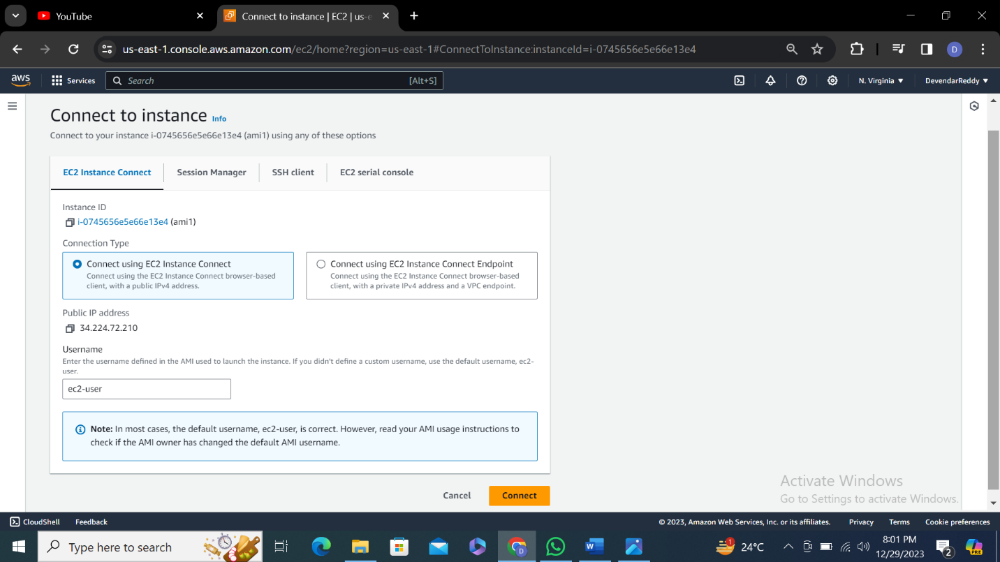 YouTube
Connect to instance | EC2 | us-e
us-east-1.console.aws.amazon.com/ec2/home?region=us-east-1#ConnectToInstance:instanceId=i-0745656e5e66e13e4
D
aws
Services
Search
[Alt+S]
N. Virginia
DevendarReddy
Connect to instance Info
Connect to your instance i-0745656e5e66e13e4 (ami1) using any of these options
EC2 Instance Connect
Session Manager
SSH client
EC2 serial console
Instance ID
i-0745656e5e66e13e4 (ami1)
Connection Type
Connect using EC2 Instance Connect
Connect using the EC2 Instance Connect browser-based
client, with a public IPv4 address.
Connect using EC2 Instance Connect Endpoint
Connect using the EC2 Instance Connect browser-based
client, with a private IPv4 address and a VPC endpoint.
Public IP address
34.224.72.210
Username
Enter the username defined in the AMI used to launch the instance. If you didn't define a custom username, use the default username, ec2-
user.
ec2-user
Note: In most cases, the default username, ec2-user, is correct. However, read your AMI usage instructions to
check if the AMI owner has changed the default AMI username.
Cancel
Connect
Activate Windows
Go to Settings to activate Windows.
CloudShell
Feedback
© 2023, Amazon Web Services, Inc. or its affiliates.
Privacy
Terms
Cookie preferences
Type here to search
D
W
1
24°C
8:01 PM
12/29/2023
2
PRE